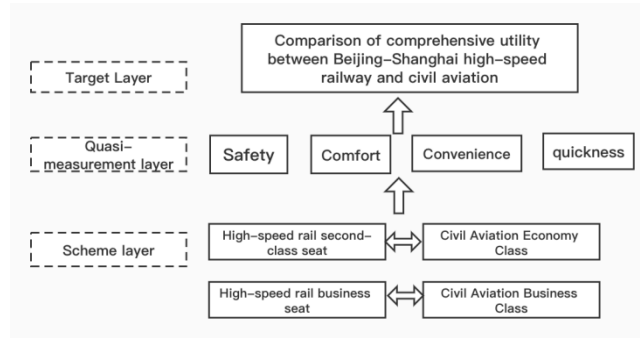 Comparison of comprehensive utility
between Beijing–Shanghai high–speed
railway and civil aviation
Target Layer
Quasi–
measurement layer
Safety
Comfort
Convenience
quickness
Scheme layer
High–speed rail second–
class seat
Civil Aviation Economy
Class
High–speed rail business
seat
Civil Aviation Business
Class